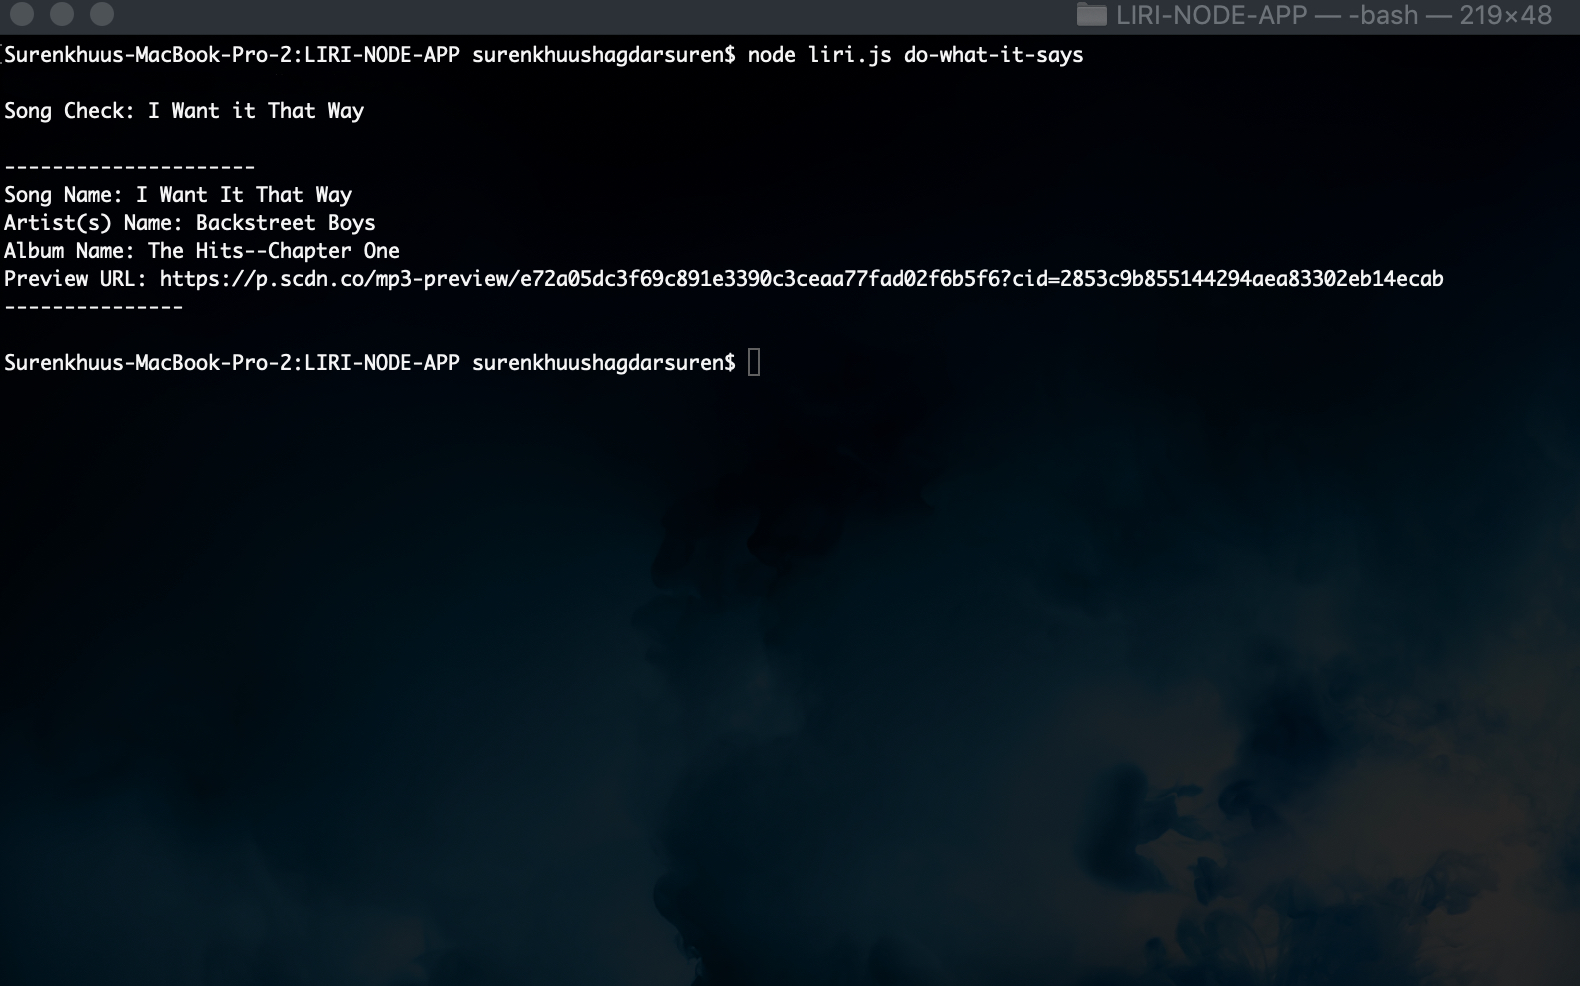 LIRI-NODE-APP — -bash — 219×48
Surenkhuus-MacBook-Pro-2:LIRI-NODE-APP surenkhuushagdarsuren$ node liri.js do-what-it-says
Song Check: I Want it That Way
---------------------
Song Name: I Want It That Way
Artist(s) Name: Backstreet Boys
Album Name: The Hits--Chapter One
Preview URL: https://p.scdn.co/mp3-preview/e72a05dc3f69c891e3390c3ceaa77fad02f6b5f6?cid=2853c9b855144294aea83302eb14ecab
---------------
Surenkhuus-MacBook-Pro-2:LIRI-NODE-APP surenkhuushagdarsuren$